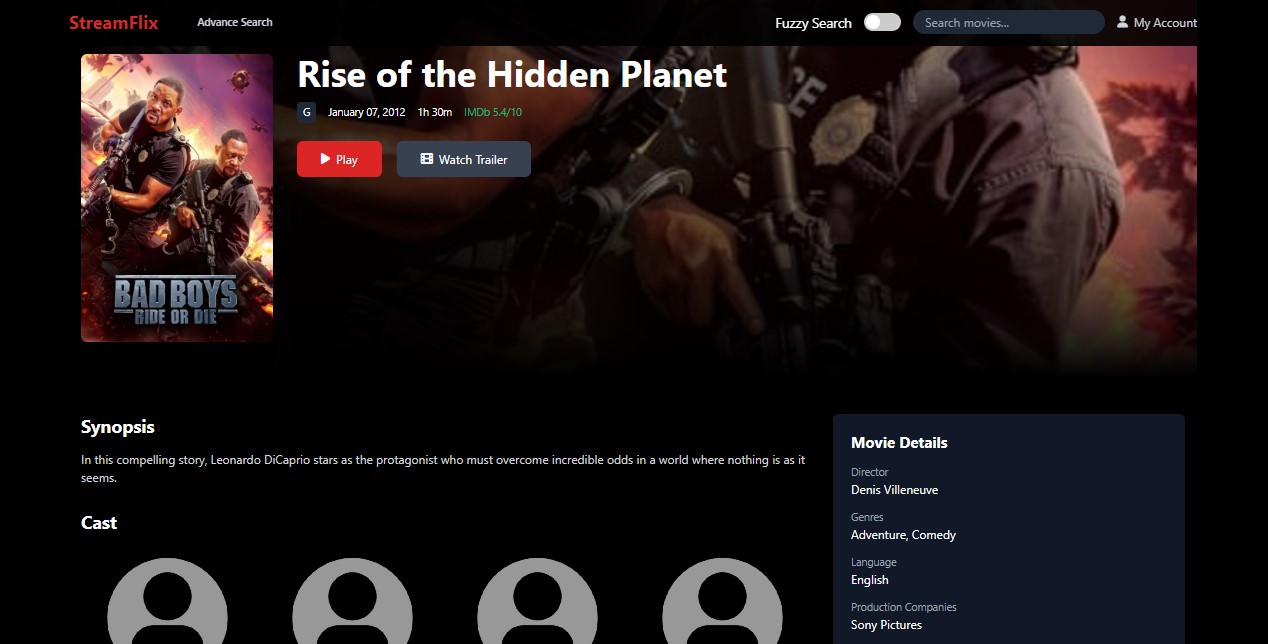 StreamFlix
Advance Search
Fuzzy Search
Search movies...
My Account
BAD BOYS
RIDE OR DIE
Rise of the Hidden Planet
G January 07, 2012 1h 30m IMDb 5.4/10
Play
Watch Trailer
Synopsis
In this compelling story, Leonardo DiCaprio stars as the protagonist who must overcome incredible odds in a world where nothing is as it
seems.
Cast
Movie Details
Director
Denis Villeneuve
Genres
Adventure, Comedy
Language
English
Production Companies
Sony Pictures